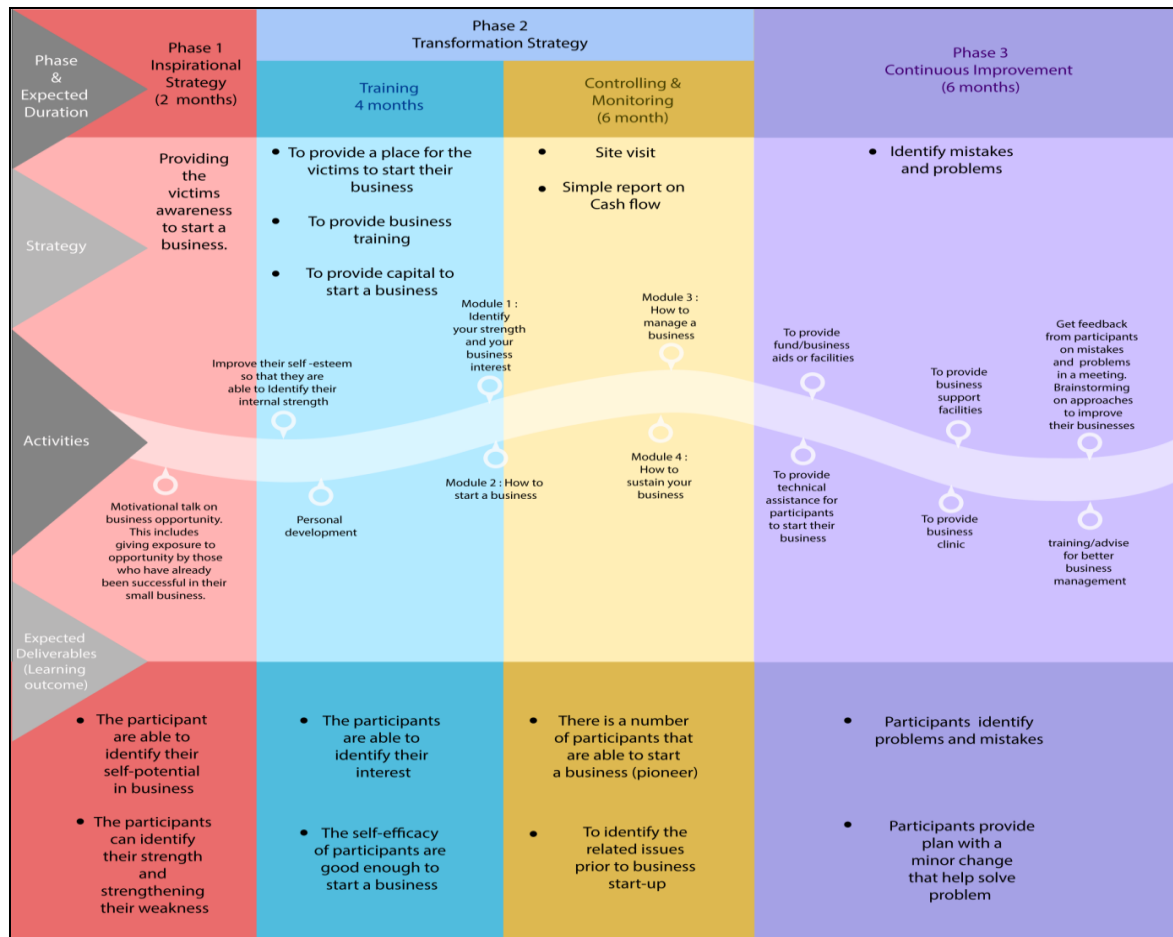 Phase
&
Expected
Duration
Phase 1
Inspirational
Strategy
(2 months)
Phase 2
Transformation Strategy
Training
4 months
Controlling &
Monitoring
(6 month)
Phase 3
Continuous Improvement
(6 months)
Strategy
Providing
the
victims
awareness
to start a
business.
• To provide a place for the
victims to start their
business
• To provide business
training
• To provide capital to
start a business
• Site visit
• Simple report on
Cash flow
• Identify mistakes
and problems
Activities
Motivational talk on
business opportunity.
This includes
giving exposure to
opportunity by those
who have already
been successful in their
small business.
Improve their self -esteem
so that they are
able to Identify their
internal strength
Personal
development
Module 1 :
Identify
your strength
and your
business
interest
Module 2 : How to
start a business
Module 3 :
How to
manage a
business
Module 4 :
How to
sustain your
business
To provide
fund/business
aids or facilities
To provide
technical
assistance for
participants
to start their
business
To provide
business
support
facilities
To provide
business
clinic
Get feedback
from participants
on mistakes
and problems
in a meeting.
Brainstorming
on approaches
to improve
their businesses
training/advise
for better
business
management
Expected
Deliverables
(Learning
outcome)
• The participant
are able to
identify their
self-potential
in business
• The participants
can identify
their strength
and
strengthening
their weakness
• The participants
are able to
identify their
interest
• The self-efficacy
of participants are
good enough to
start a business
• There is a number
of participants that
are able to start
a business (pioneer)
• To identify the
related issues
prior to business
start-up
• Participants identify
problems and mistakes
• Participants provide
plan with a
minor change
that help solve
problem